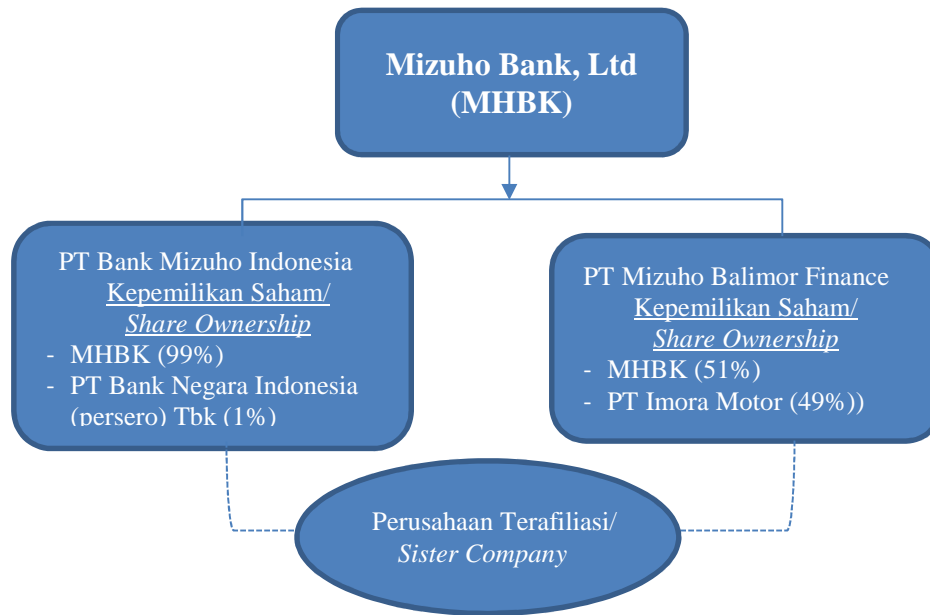 Mizuho Bank, Ltd
(MHBK)
PT Bank Mizuho Indonesia
Kepemilikan Saham/
Share Ownership
- MHBK (99%)
- PT Bank Negara Indonesia
(persero) Tbk (1%)
PT Mizuho Balimor Finance
Kepemilikan Saham/
Share Ownership
- MHBK (51%)
- PT Imora Motor (49%))
Perusahaan Terafiliasi/
Sister Company